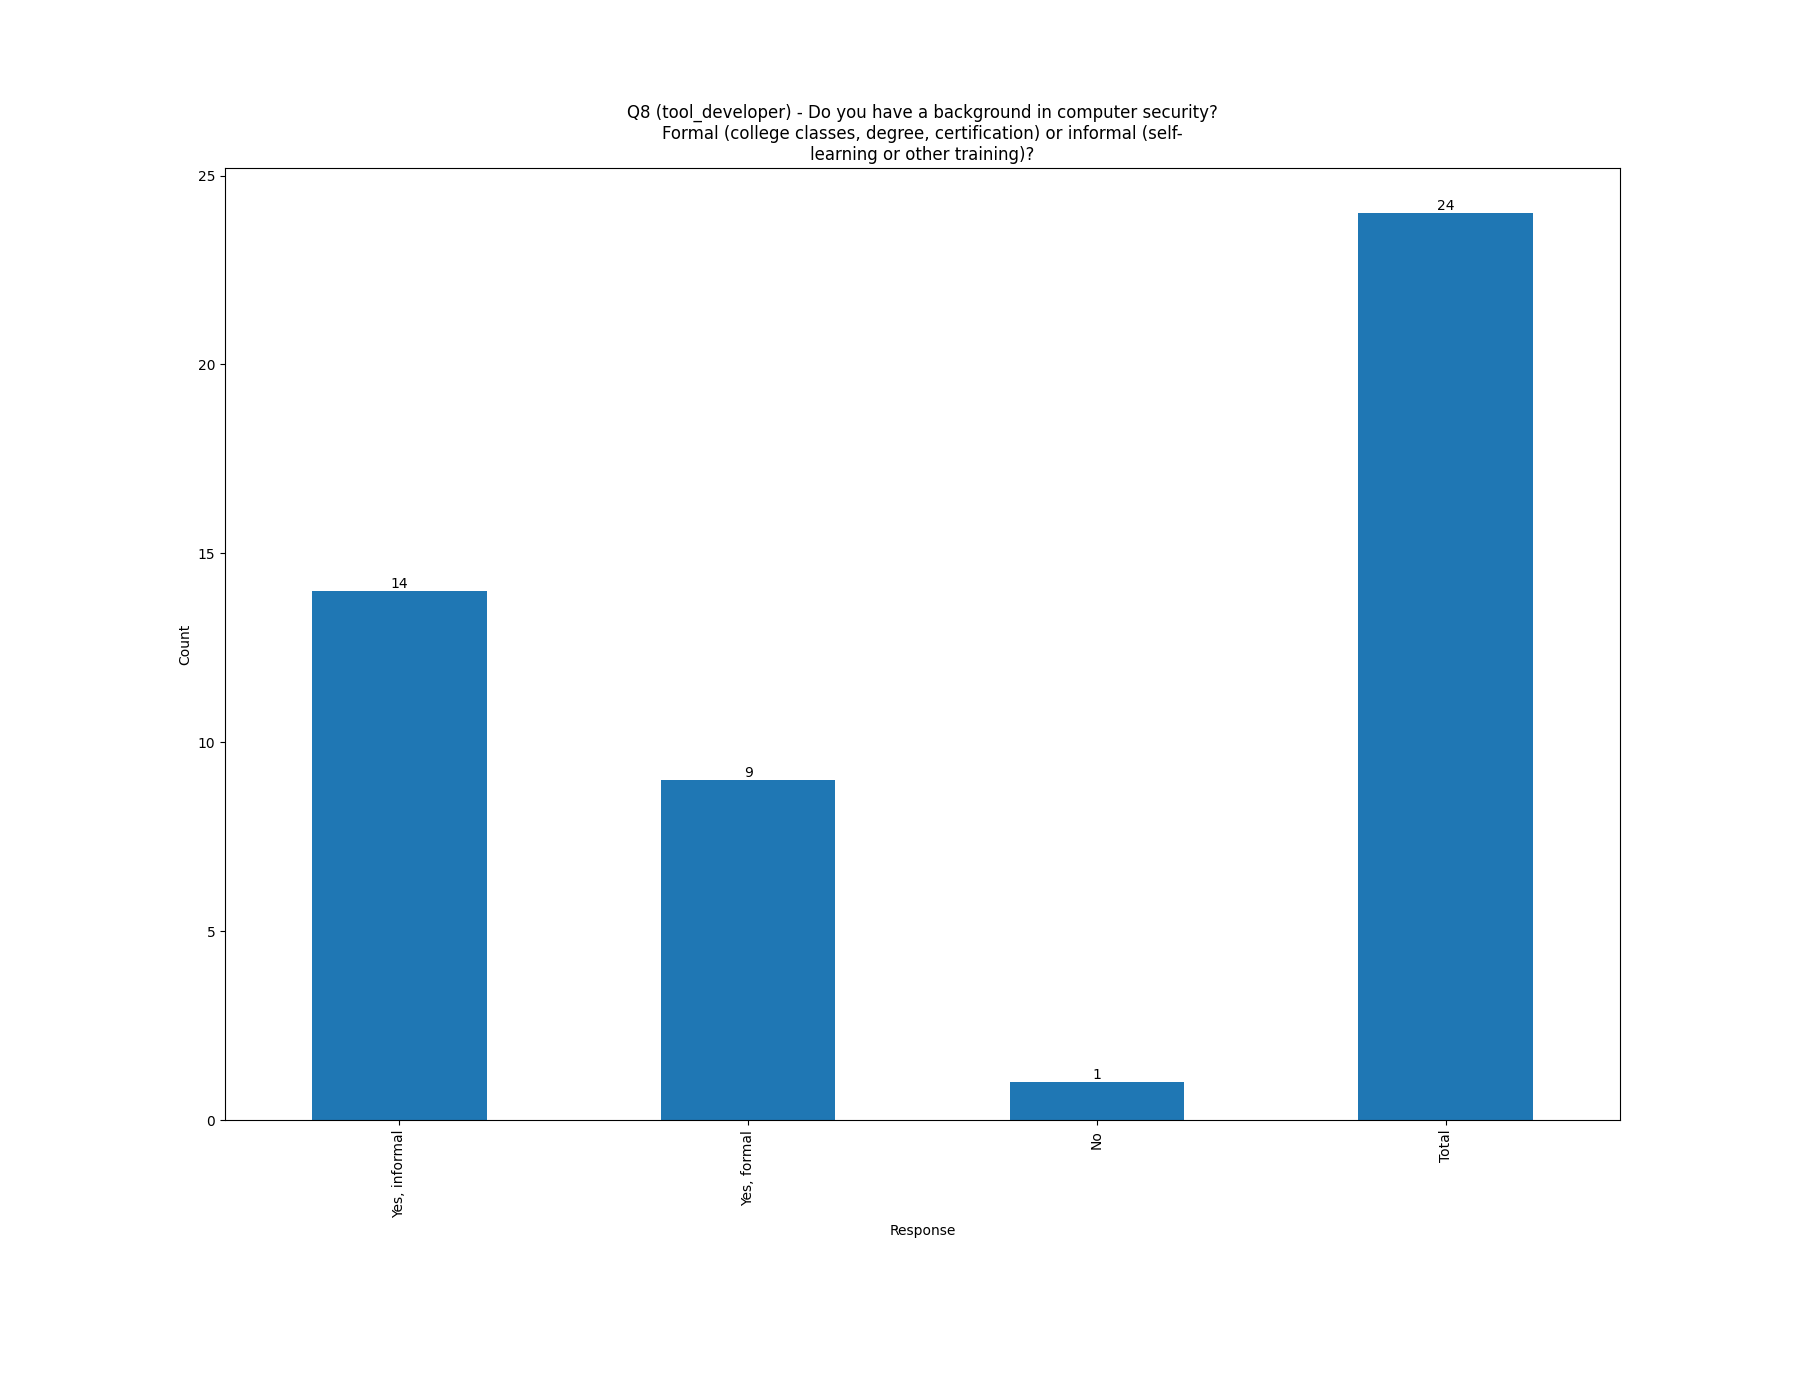 Q8 (tool_developer) - Do you have a background in computer security?
Formal (college classes, degree, certification) or informal (self-
learning or other training)?
25
20
15
10
5
0
Count
14
9
1
24
Yes, informal
Yes, formal
No
Total
Response